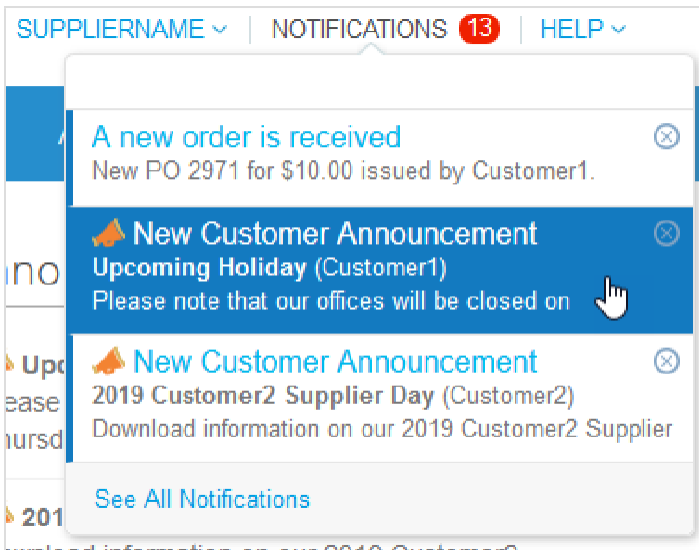 SUPPLIERNAME
NOTIFICATIONS 13
HELP
A new order is received
New PO 2971 for $10.00 issued by Customer1.
New Customer Announcement
Upcoming Holiday (Customer1)
Please note that our offices will be closed on
New Customer Announcement
2019 Customer2 Supplier Day (Customer2)
Download information on our 2019 Customer2 Supplier
See All Notifications
201